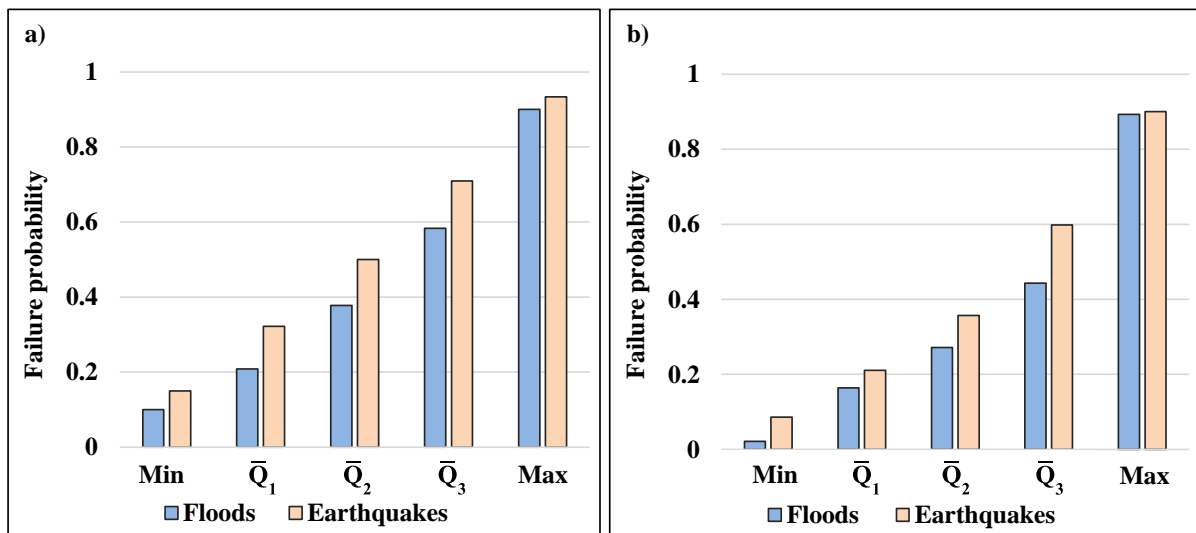 a)
Failure probability
1
0.8
0.6
0.4
0.2
0
Min Q̅1 Q̅2 Q̅3 Max
Floods Earthquakes
b)
Failure probability
1
0.8
0.6
0.4
0.2
0
Min Q̅1 Q̅2 Q̅3 Max
Floods Earthquakes